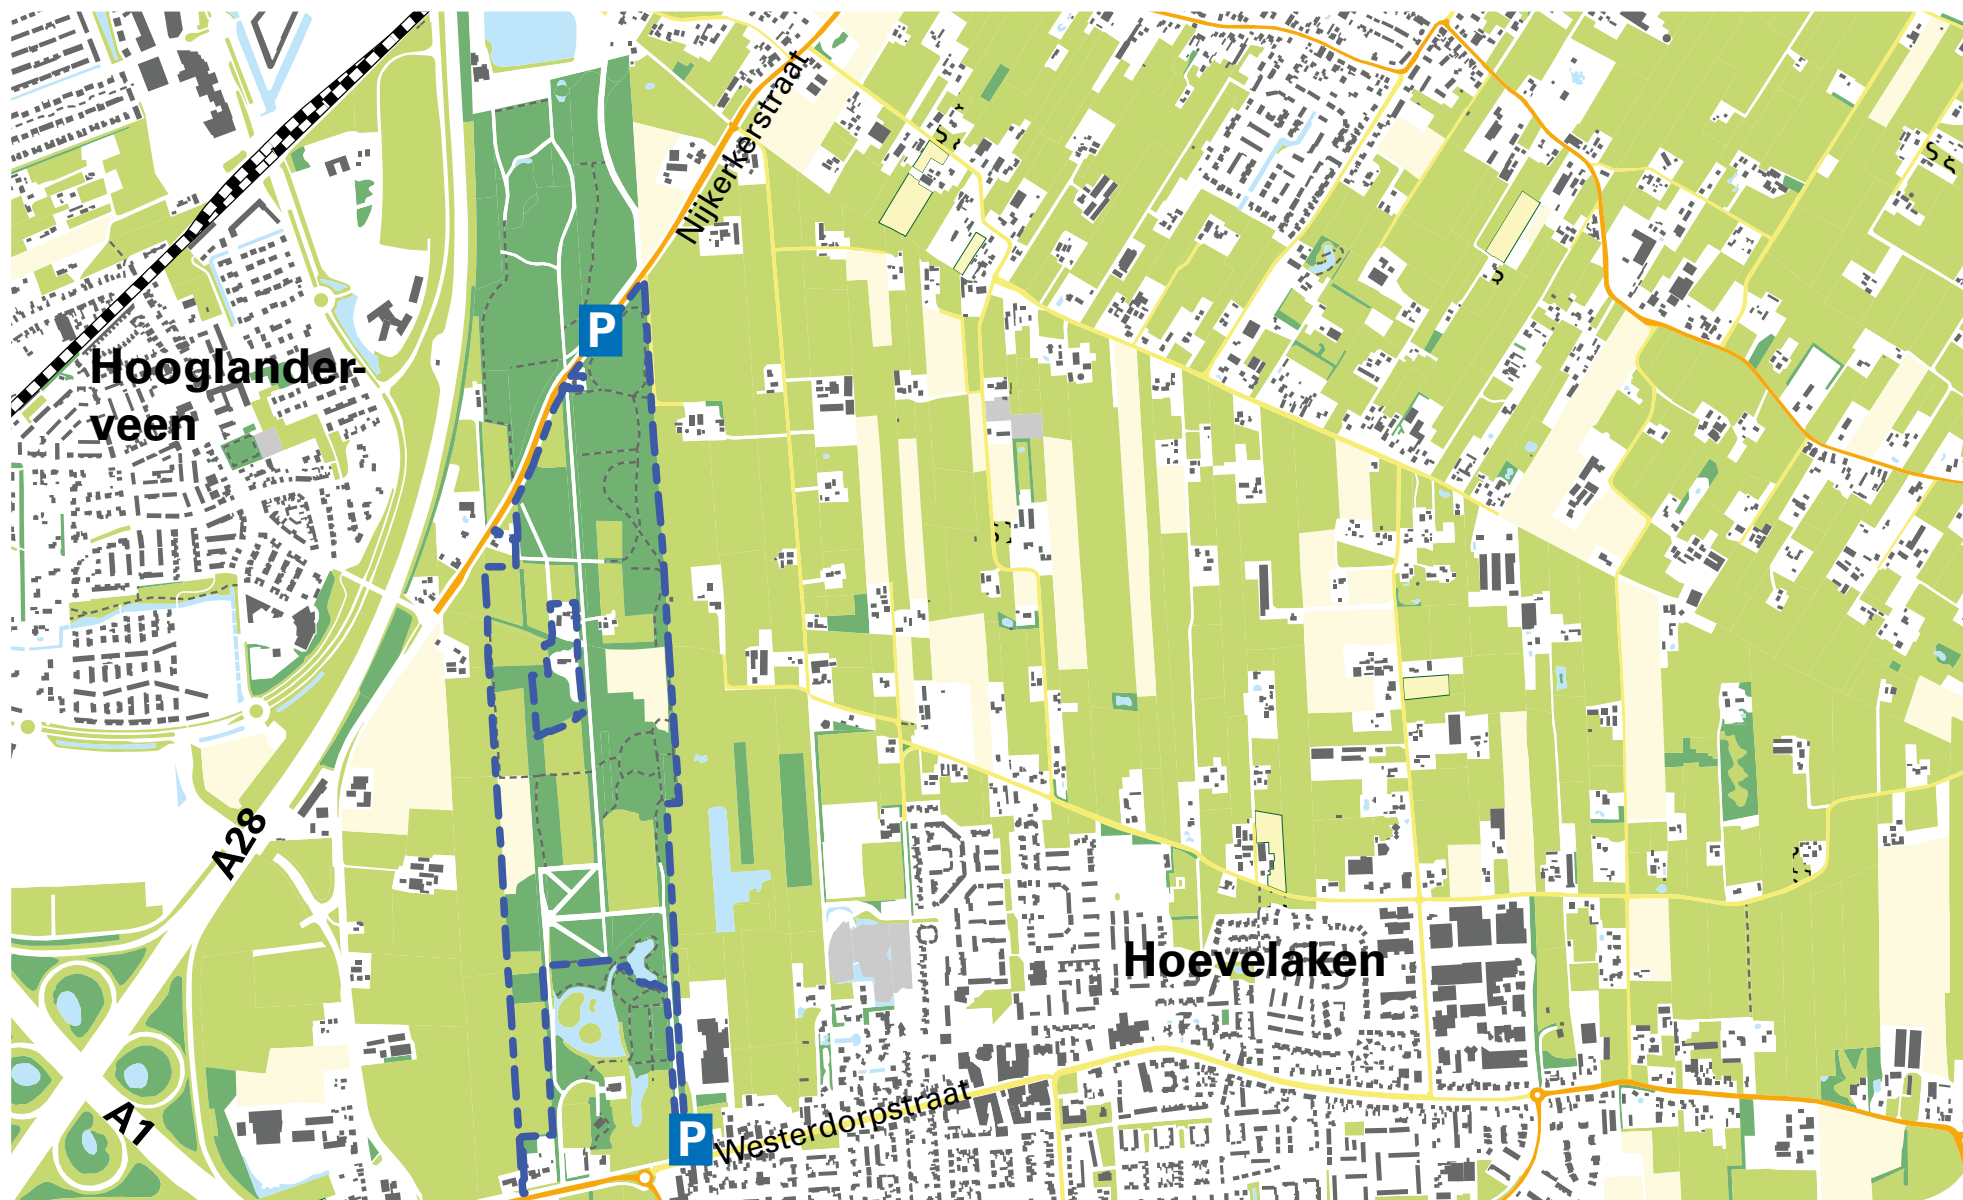 Nijkerkerstraat
P
Hooglander-
veen
A28
Hoevelaken
A1
P
Westerdorpstraat